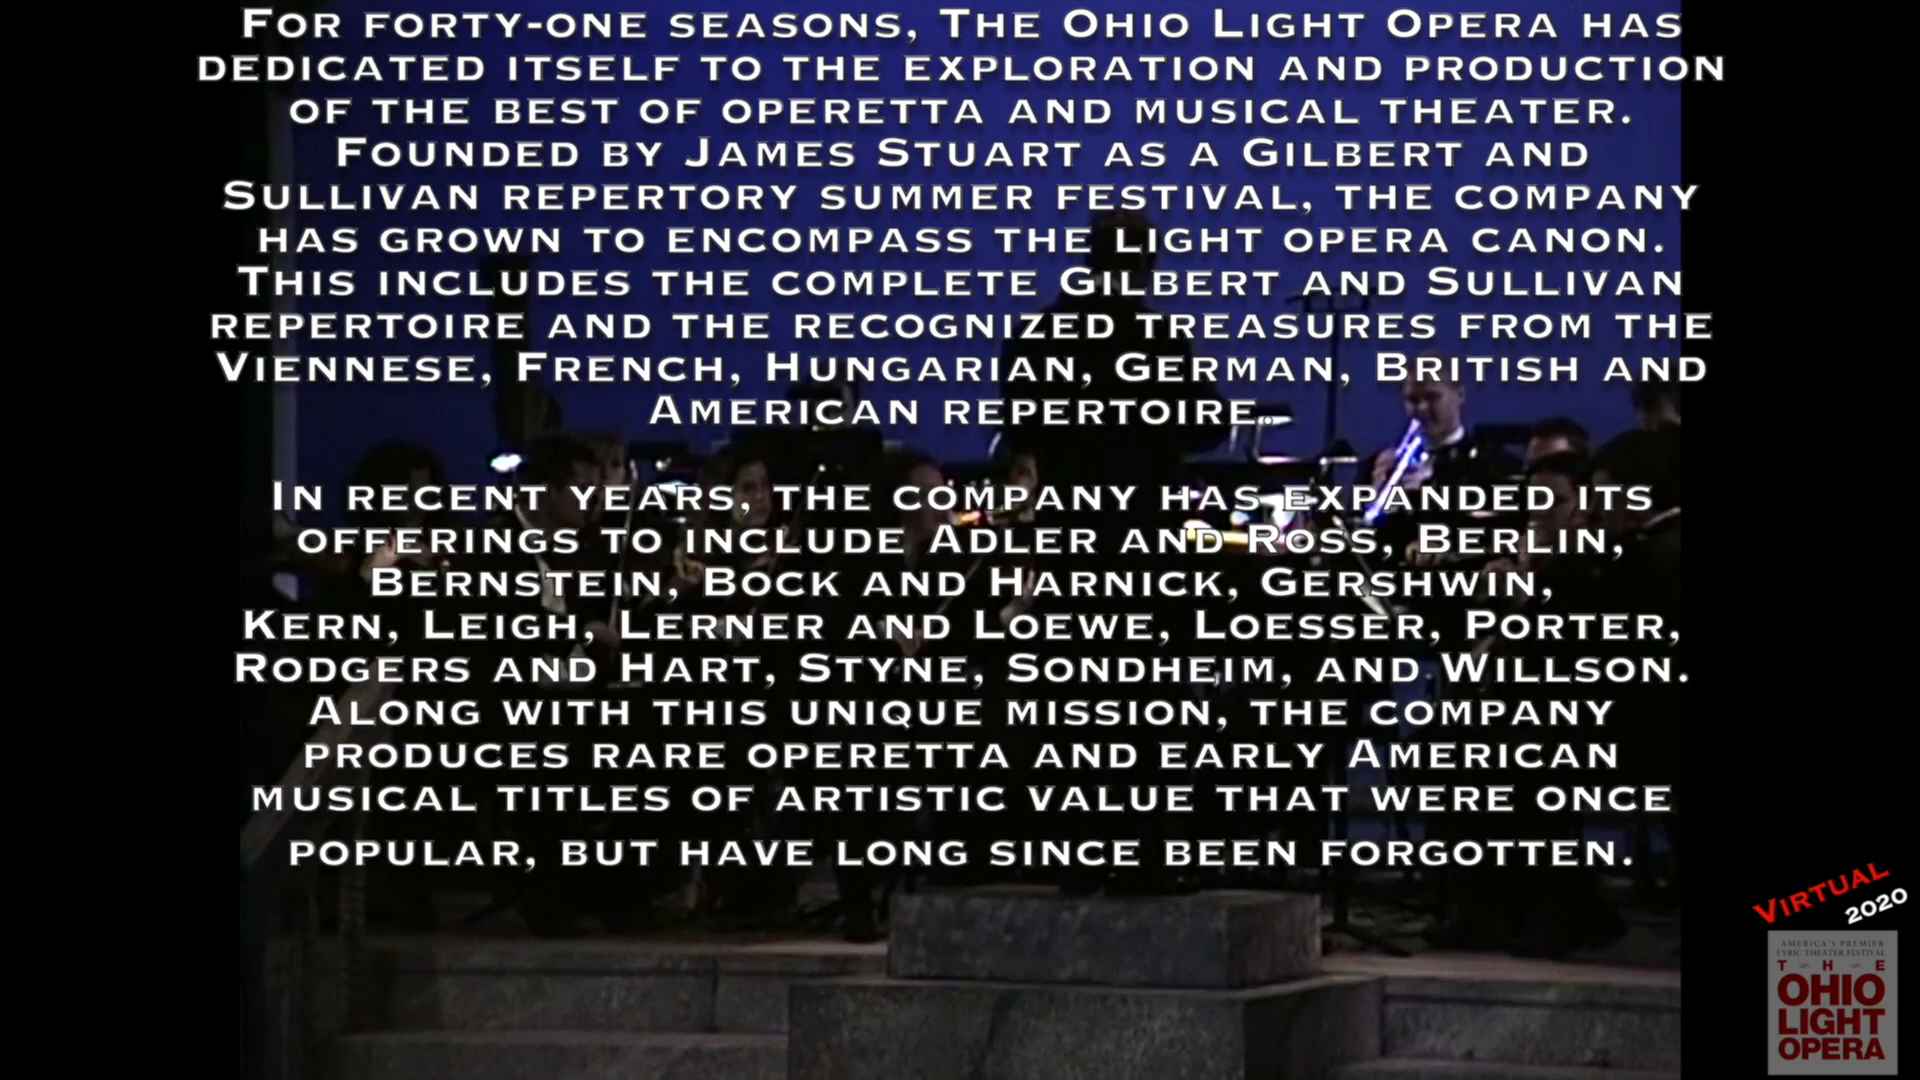 For forty-one seasons, The Ohio Light Opera has
dedicated itself to the exploration and production
of the best of operetta and musical theater.
Founded by James Stuart as a Gilbert and
Sullivan repertory summer festival, the company
has grown to encompass the light opera canon.
This includes the complete Gilbert and Sullivan
repertoire and the recognized treasures from the
Viennese, French, Hungarian, German, British and
American repertoire.
In recent years, the company has expanded its
offerings to include Adler and Ross, Berlin,
Bernstein, Bock and Harnick, Gershwin,
Kern, Leigh, Lerner and Loewe, Loesser, Porter,
Rodgers and Hart, Styne, Sondheim, and Willson.
Along with this unique mission, the company
produces rare operetta and early American
musical titles of artistic value that were once
popular, but have long since been forgotten.
Virtual
2020
AMERICA'S PREMIER
LYRIC THEATER FESTIVAL
THE
OHIO
LIGHT
OPERA